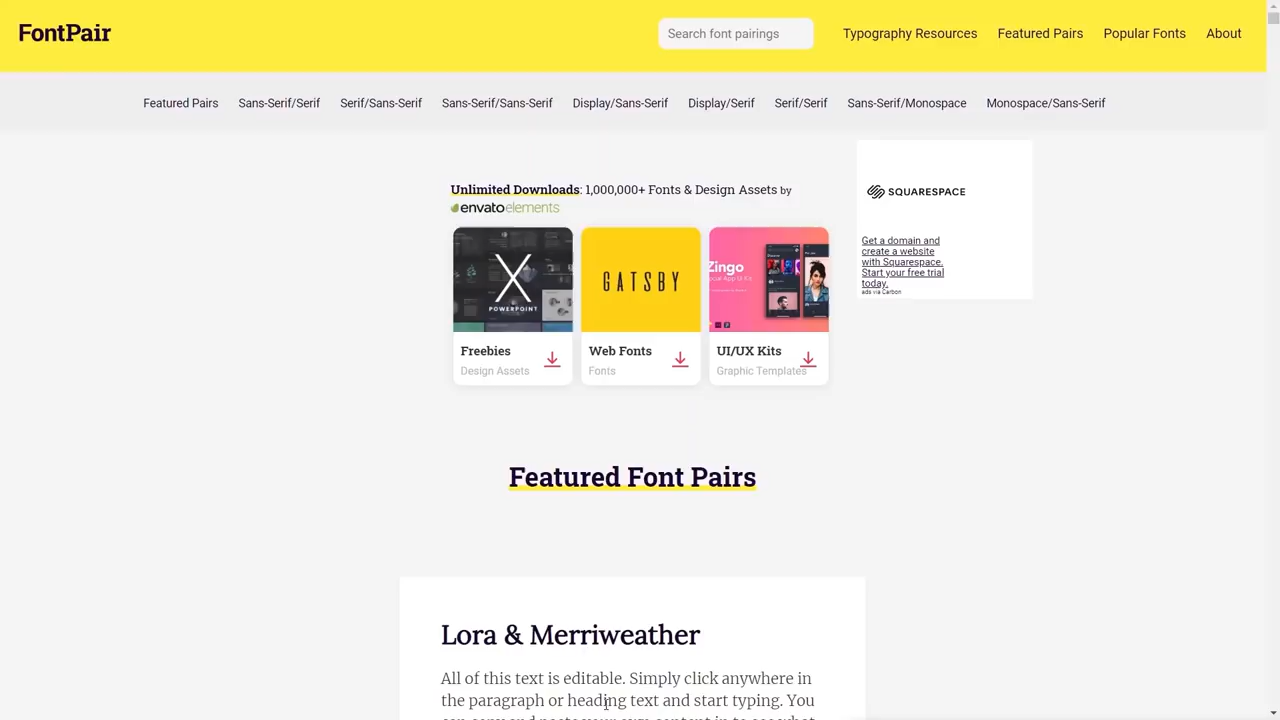 FontPair
Search font pairings
Typography Resources
Featured Pairs
Popular Fonts
About
Featured Pairs
Sans-Serif/Serif
Serif/Sans-Serif
Sans-Serif/Sans-Serif
Display/Sans-Serif
Display/Serif
Serif/Serif
Sans-Serif/Monospace
Monospace/Sans-Serif
Unlimited Downloads: 1,000,000+ Fonts & Design Assets by
envatoelements
X
POWERPOINT
GATSBY
Zingo
Freebies
Design Assets
Web Fonts
Fonts
UI/UX Kits
Graphic Templates
SQUARESPACE
Get a domain and
create a website
with Squarespace.
Start your free trial
today.
ads via Carbon
Featured Font Pairs
Lora & Merriweather
All of this text is editable. Simply click anywhere in
the paragraph or heading text and start typing. You